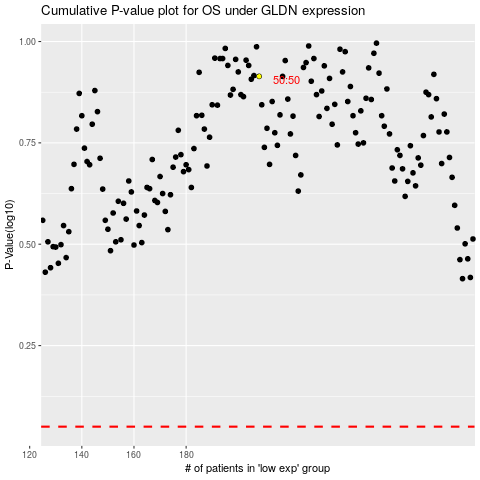 Cumulative P-value plot for OS under GLDN expression
P-Value(log10)
1.00
0.75
0.50
0.25
50:50
120 140 160 180
# of patients in 'low exp' group